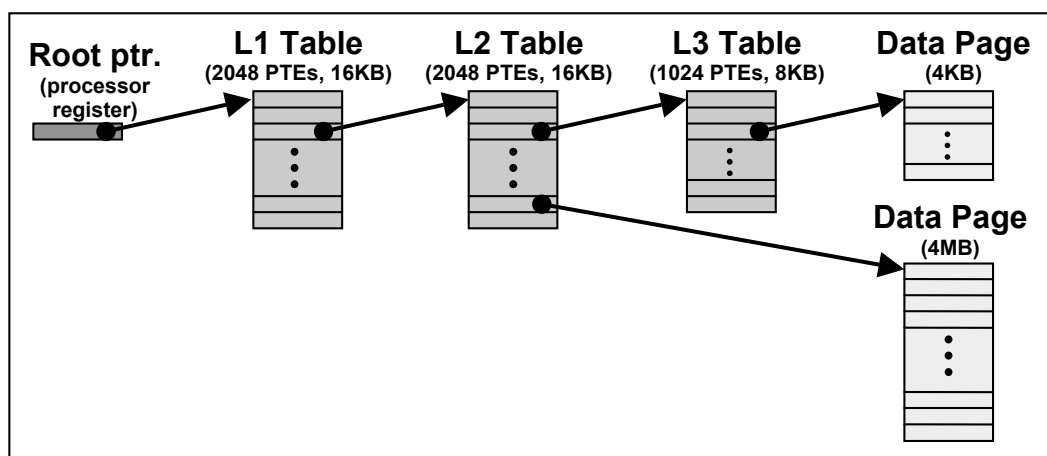 Root ptr.
(processor
register)
L1 Table
(2048 PTEs, 16KB)
L2 Table
(2048 PTEs, 16KB)
L3 Table
(1024 PTEs, 8KB)
Data Page
(4KB)
Data Page
(4MB)